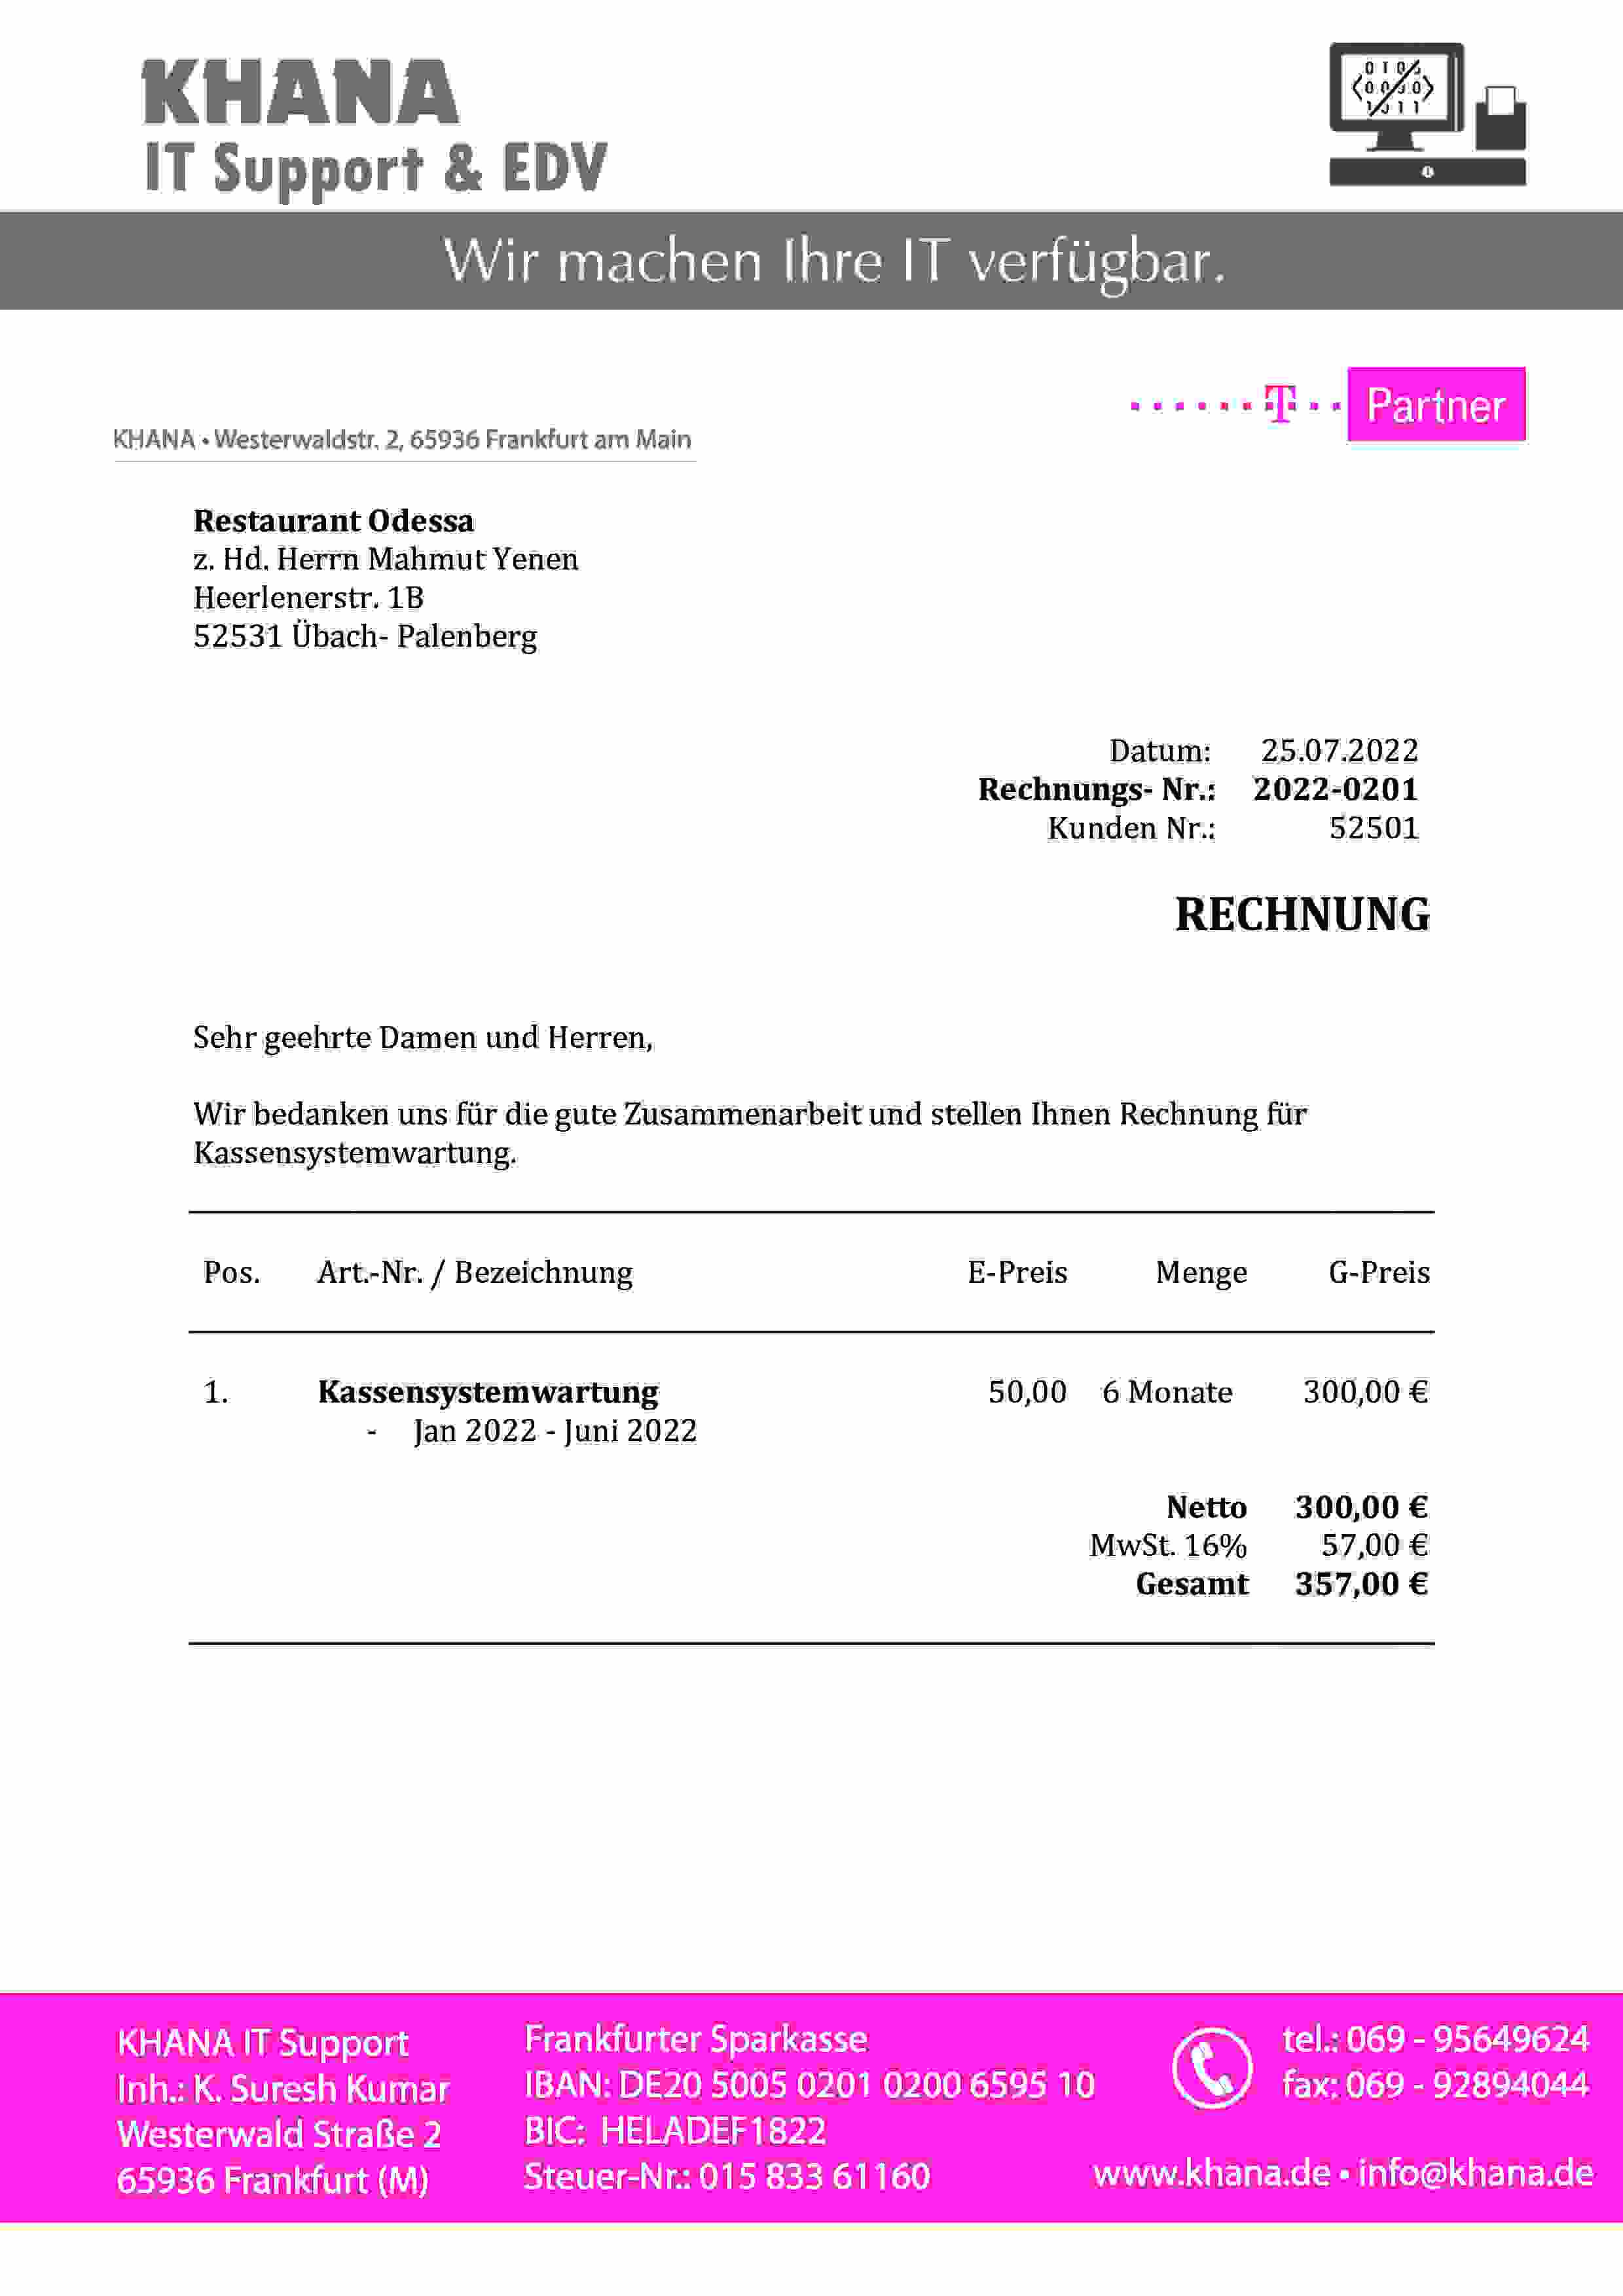 KHANA
IT Support & EDV
Wir machen Ihre IT verfügbar.
T Partner
KHANA • Westerwaldstr. 2, 65936 Frankfurt am Main
Restaurant Odessa
z. Hd. Herrn Mahmut Yenen
Heerlenerstr. 1B
52531 Übach- Palenberg
Datum: 25.07.2022
Rechnungs- Nr.: 2022-0201
Kunden Nr.: 52501
RECHNUNG
Sehr geehrte Damen und Herren,
Wir bedanken uns für die gute Zusammenarbeit und stellen Ihnen Rechnung für
Kassensystemwartung.
Pos. Art.-Nr. / Bezeichnung E-Preis Menge G-Preis
1. Kassensystemwartung 50,00 6 Monate 300,00 €
- Jan 2022 - Juni 2022
Netto 300,00 €
MwSt. 16% 57,00 €
Gesamt 357,00 €
KHANA IT Support
Inh.: K. Suresh Kumar
Westerwald Straße 2
65936 Frankfurt (M)
Frankfurter Sparkasse
IBAN: DE20 5005 0201 0200 6595 10
BIC: HELADEF1822
Steuer-Nr.: 015 833 61160
tel.: 069 - 95649624
fax: 069 - 92894044
www.khana.de • info@khana.de